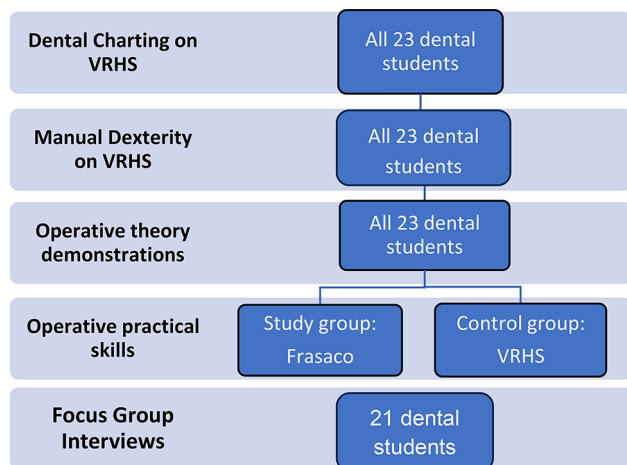 Dental Charting on
VRHS
All 23 dental
students
Manual Dexterity
on VRHS
All 23 dental
students
Operative theory
demonstrations
All 23 dental
students
Operative practical
skills
Study group:
Frasaco
Control group:
VRHS
Focus Group
Interviews
21 dental
students